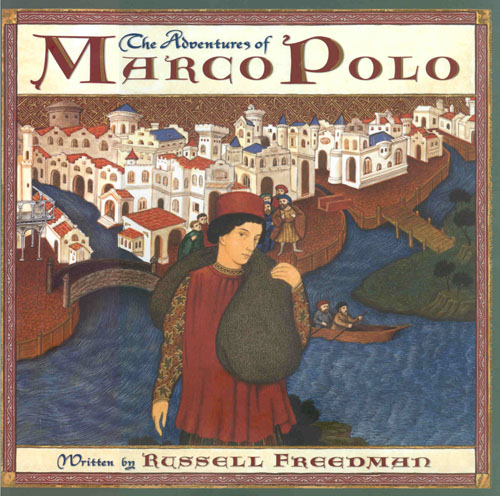 The Adventures of
Marco Polo
Written by Russell Freedman